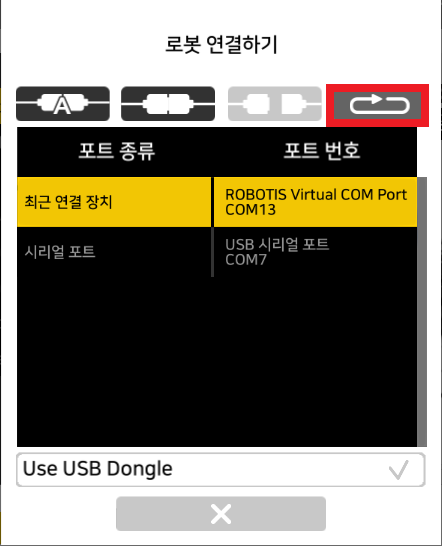 로봇 연결하기
A
포트 종류 포트 번호
최근 연결 장치 ROBOTIS Virtual COM Port
COM13
시리얼 포트 USB 시리얼 포트
COM7
Use USB Dongle